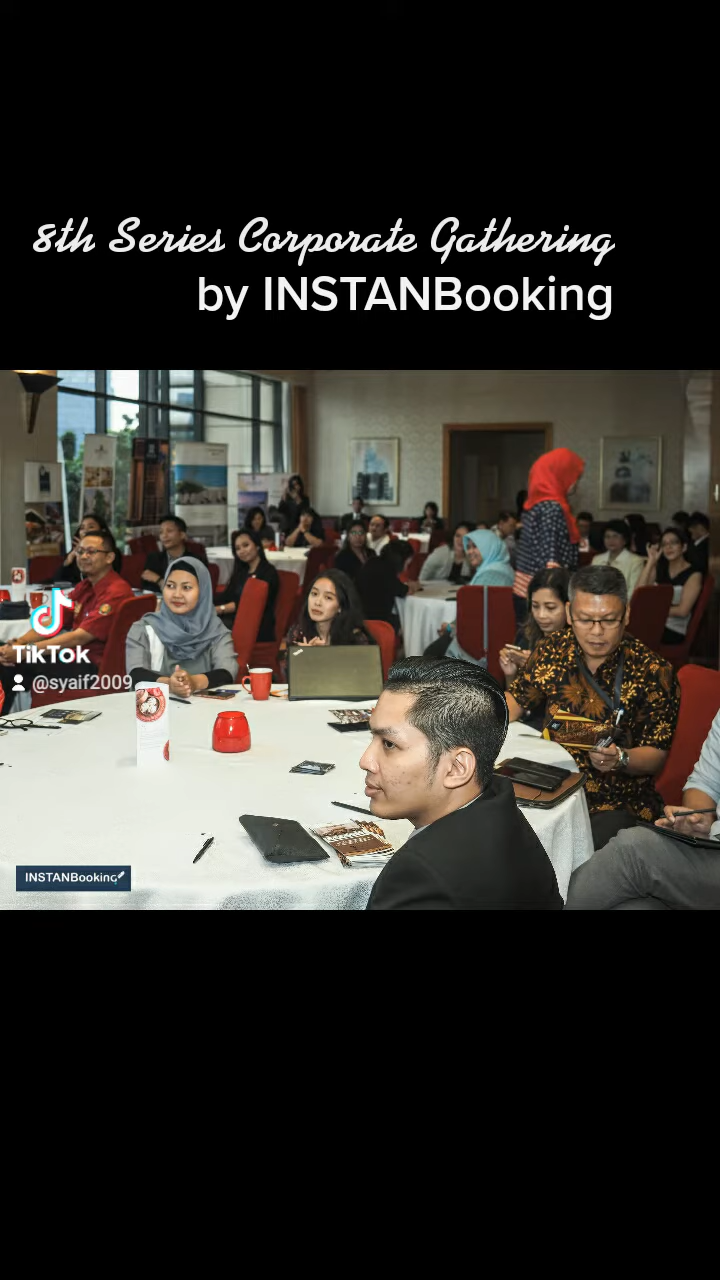 8th Series Corporate Gathering
by INSTANBooking
TikTok
@syaif2009
INSTANBooking